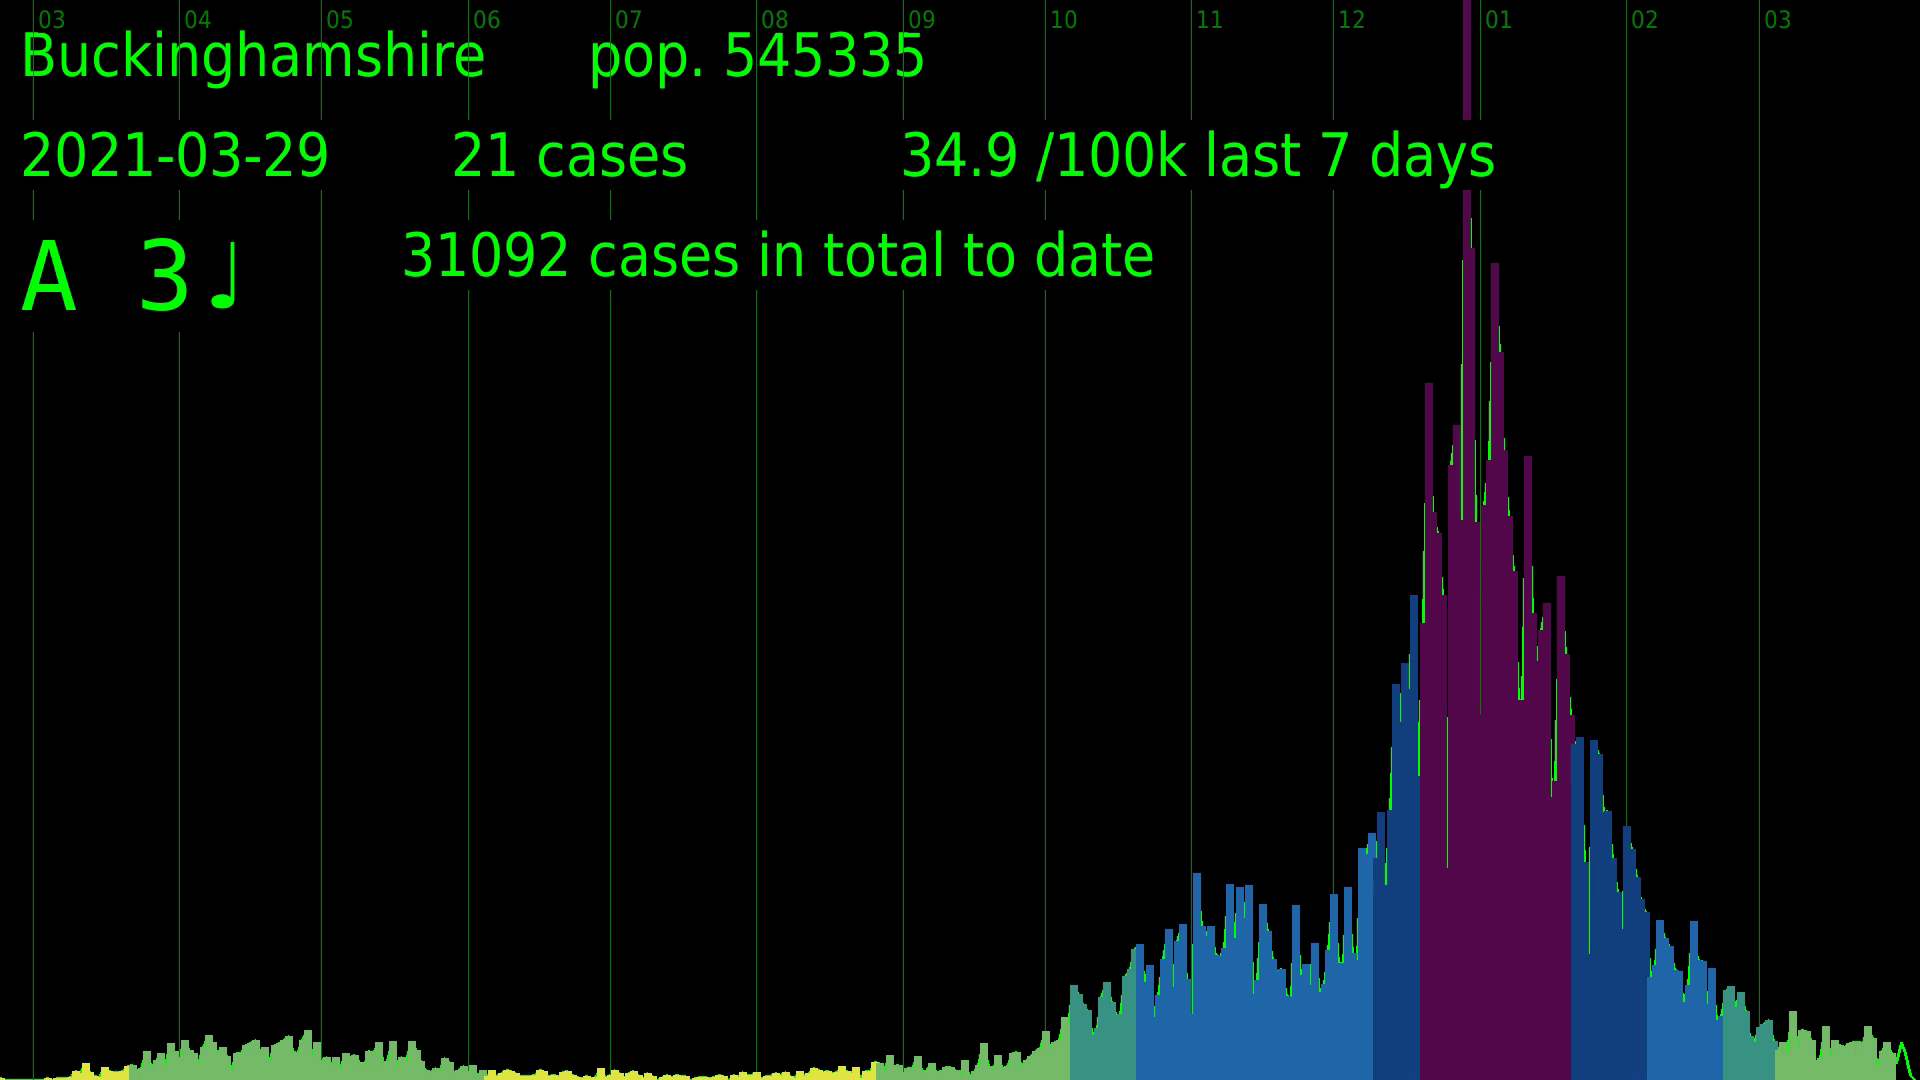 03 04 05 06 07 08 09 10 11 12 01 02 03
Buckinghamshire pop. 545335
2021-03-29 21 cases 34.9 /100k last 7 days
A 3♩ 31092 cases in total to date